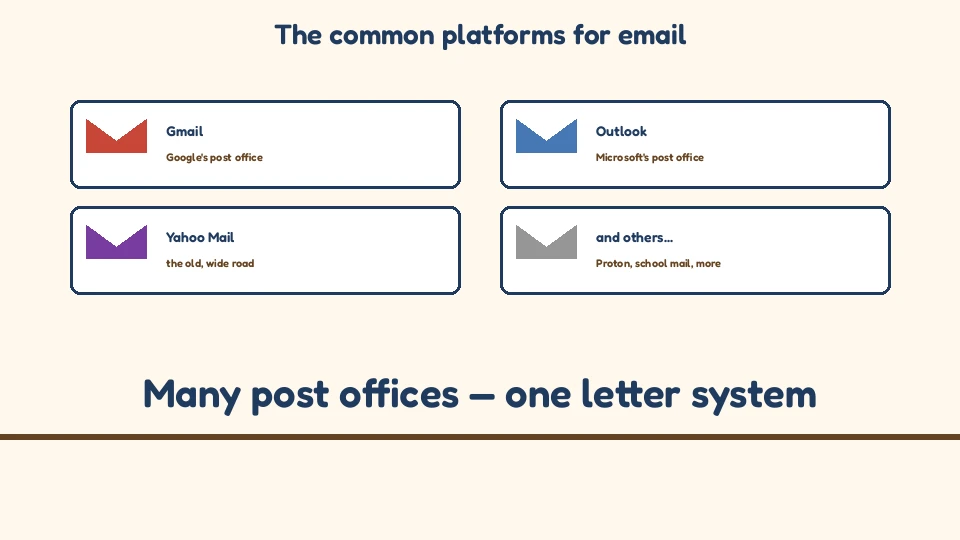 The common platforms for email
Gmail
Google's post office
Outlook
Microsoft's post office
Yahoo Mail
the old, wide road
and others...
Proton, school mail, more
Many post offices — one letter system